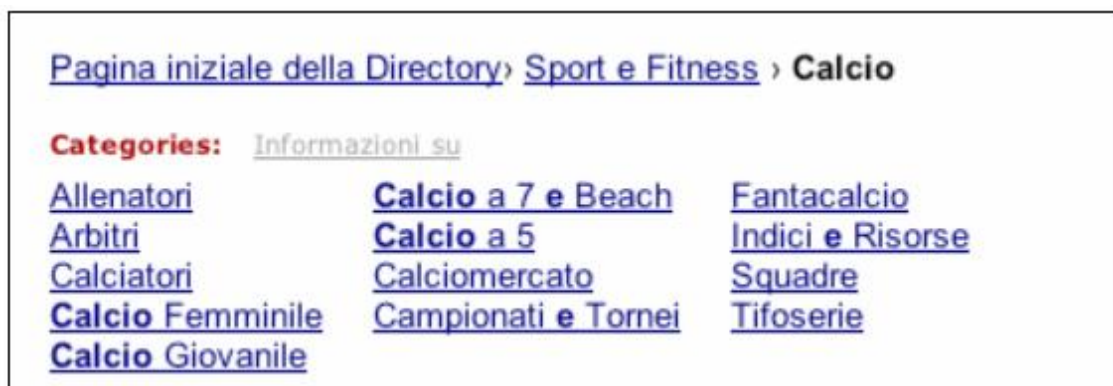 Pagina iniziale della Directory› Sport e Fitness › Calcio
Categories: Informazioni su
Allenatori Calcio a 7 e Beach Fantacalcio
Arbitri Calcio a 5 Indici e Risorse
Calciatori Calciomercato Squadre
Calcio Femminile Campionati e Tornei Tifoserie
Calcio Giovanile